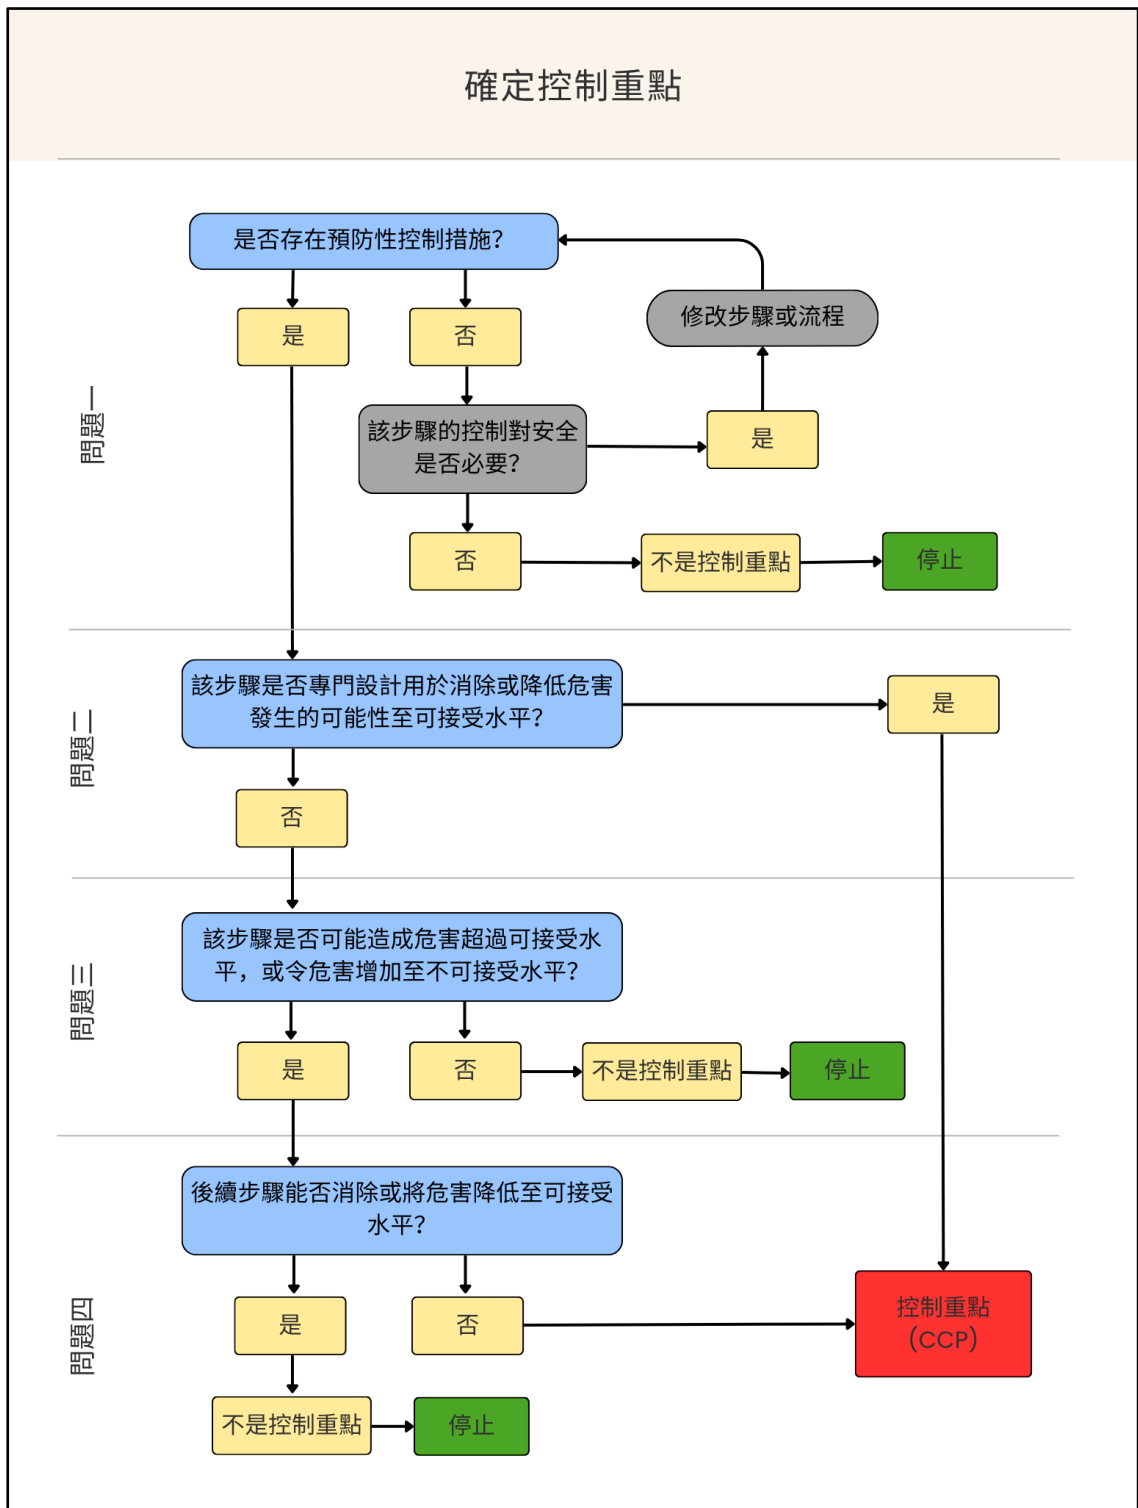 確定控制重點
問題一
是否存在預防性控制措施？
是
否
修改步驟或流程
該步驟的控制對安全
是否必要？
是
否
不是控制重點
停止
問題二
該步驟是否專門設計用於消除或降低危害
發生的可能性至可接受水平？
是
否
問題三
該步驟是否可能造成危害超過可接受水
平，或令危害增加至不可接受水平？
是
否
不是控制重點
停止
問題四
後續步驟能否消除或將危害降低至可接受
水平？
是
否
控制重點
(CCP)
不是控制重點
停止